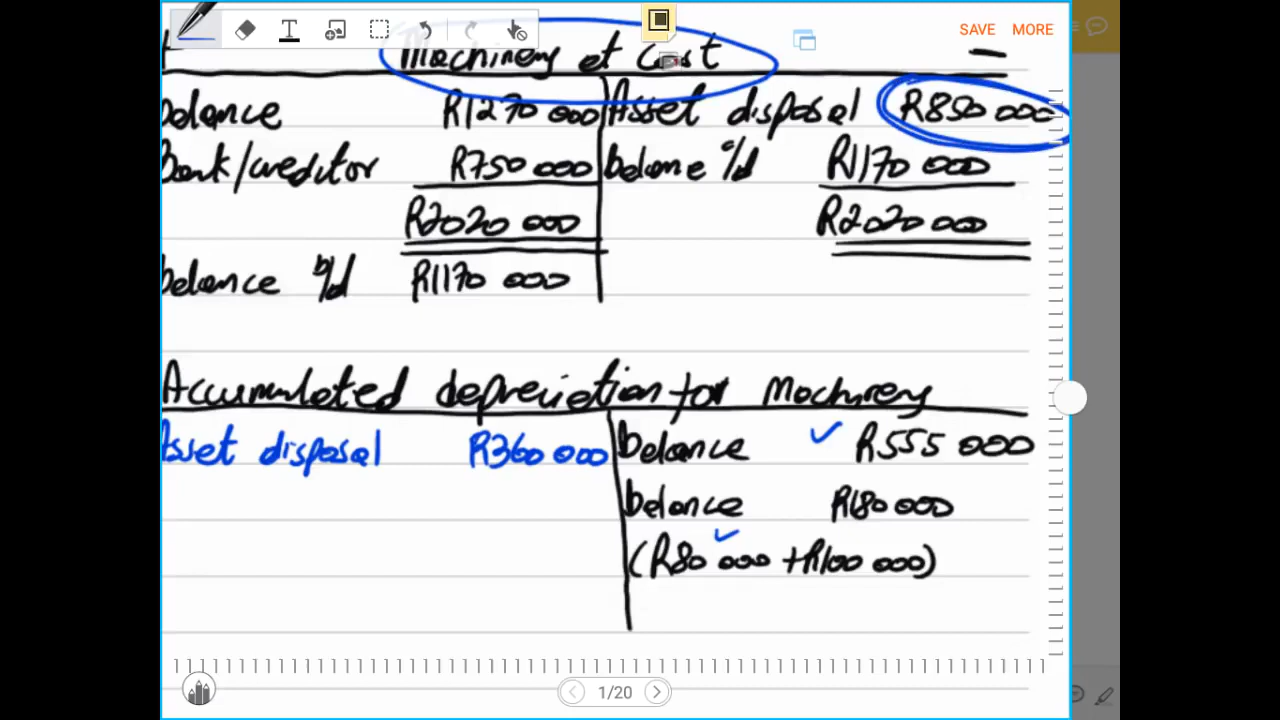 SAVE MORE
Machinery at Cost
balance R1270 000 Asset disposal R850 000
Bank/creditor R750 000 balance c/d R1170 000
R2020 000 R2020 000
balance b/d R1170 000
Accumulated depreciation for Machinery
Asset disposal R360 000 balance R555 000
balance R180 000
(R80 000 + R100 000)
1/20